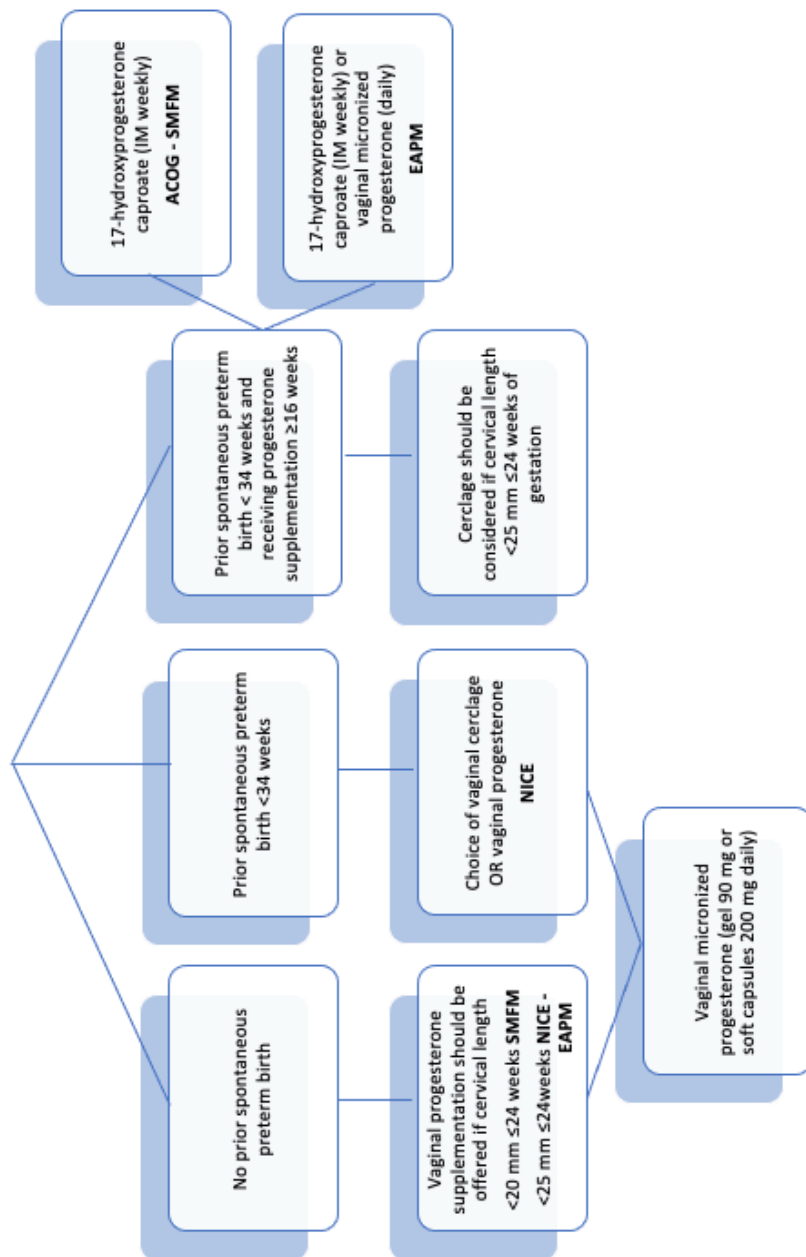 No prior spontaneous
preterm birth
Prior spontaneous preterm
birth <34 weeks
Prior spontaneous preterm
birth < 34 weeks and
receiving progesterone
supplementation ≥16 weeks
17-hydroxyprogesterone
caproate (IM weekly)
ACOG - SMFM
17-hydroxyprogesterone
caproate (IM weekly) or
vaginal micronized
progesterone (daily)
EAPM
Vaginal progesterone
supplementation should be
offered if cervical length
<20 mm ≤24 weeks SMFM
<25 mm ≤24weeks NICE -
EAPM
Choice of vaginal cerclage
OR vaginal progesterone
NICE
Cerclage should be
considered if cervical length
<25 mm ≤24 weeks of
gestation
Vaginal micronized
progesterone (gel 90 mg or
soft capsules 200 mg daily)